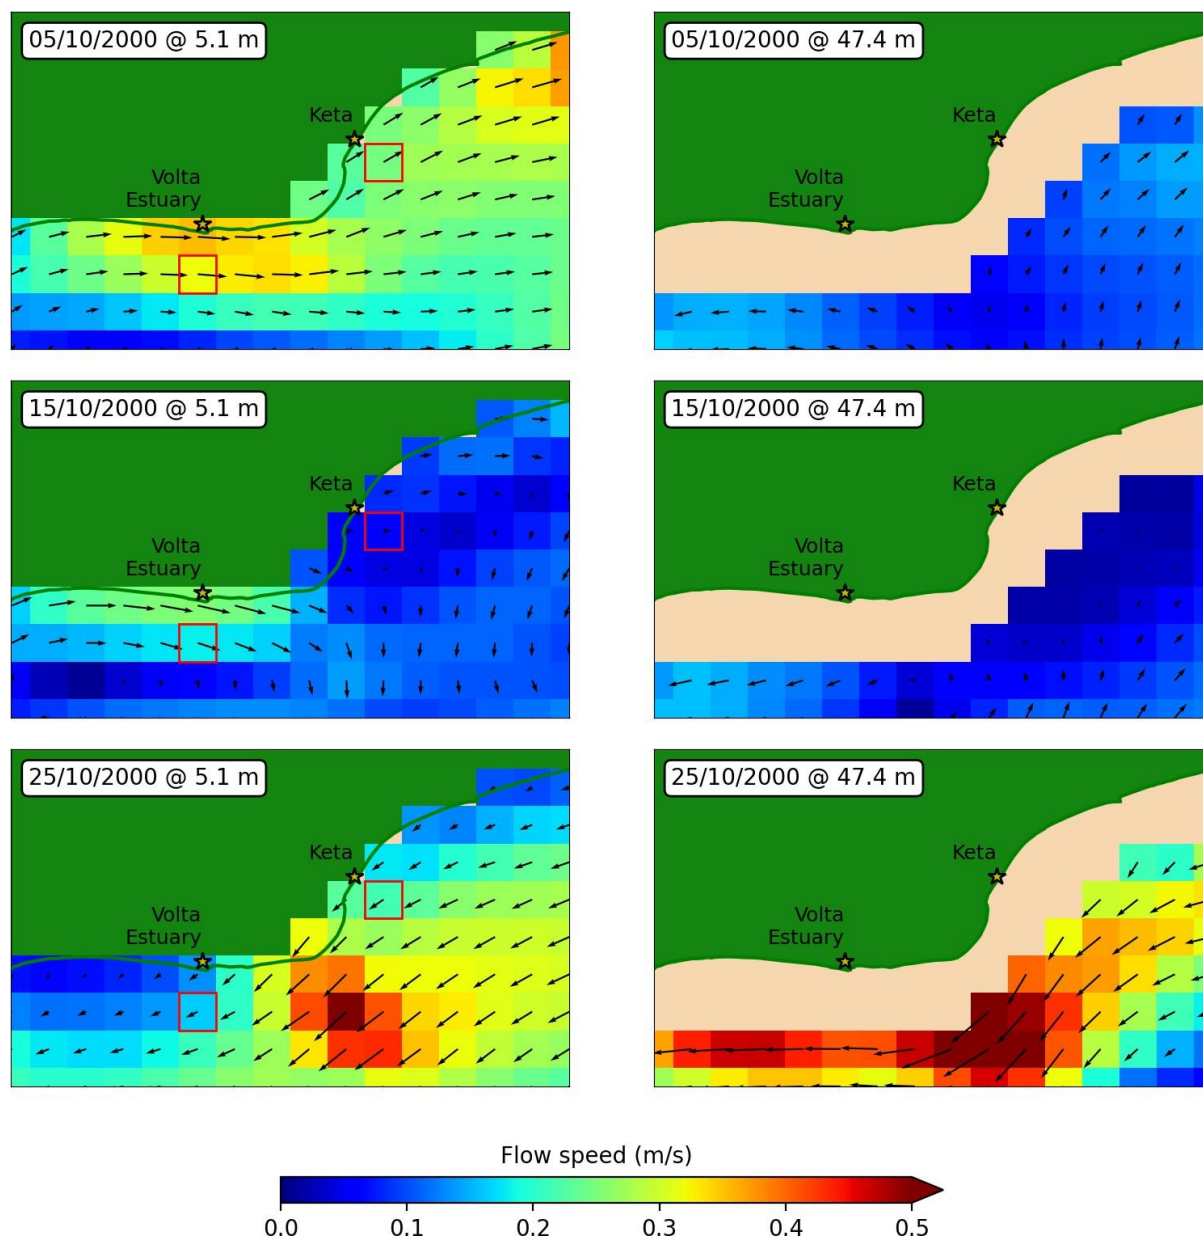 05/10/2000 @ 5.1 m
Keta
Volta
Estuary
05/10/2000 @ 47.4 m
Keta
Volta
Estuary
15/10/2000 @ 5.1 m
Keta
Volta
Estuary
15/10/2000 @ 47.4 m
Keta
Volta
Estuary
25/10/2000 @ 5.1 m
Keta
Volta
Estuary
25/10/2000 @ 47.4 m
Keta
Volta
Estuary
Flow speed (m/s)
0.0 0.1 0.2 0.3 0.4 0.5